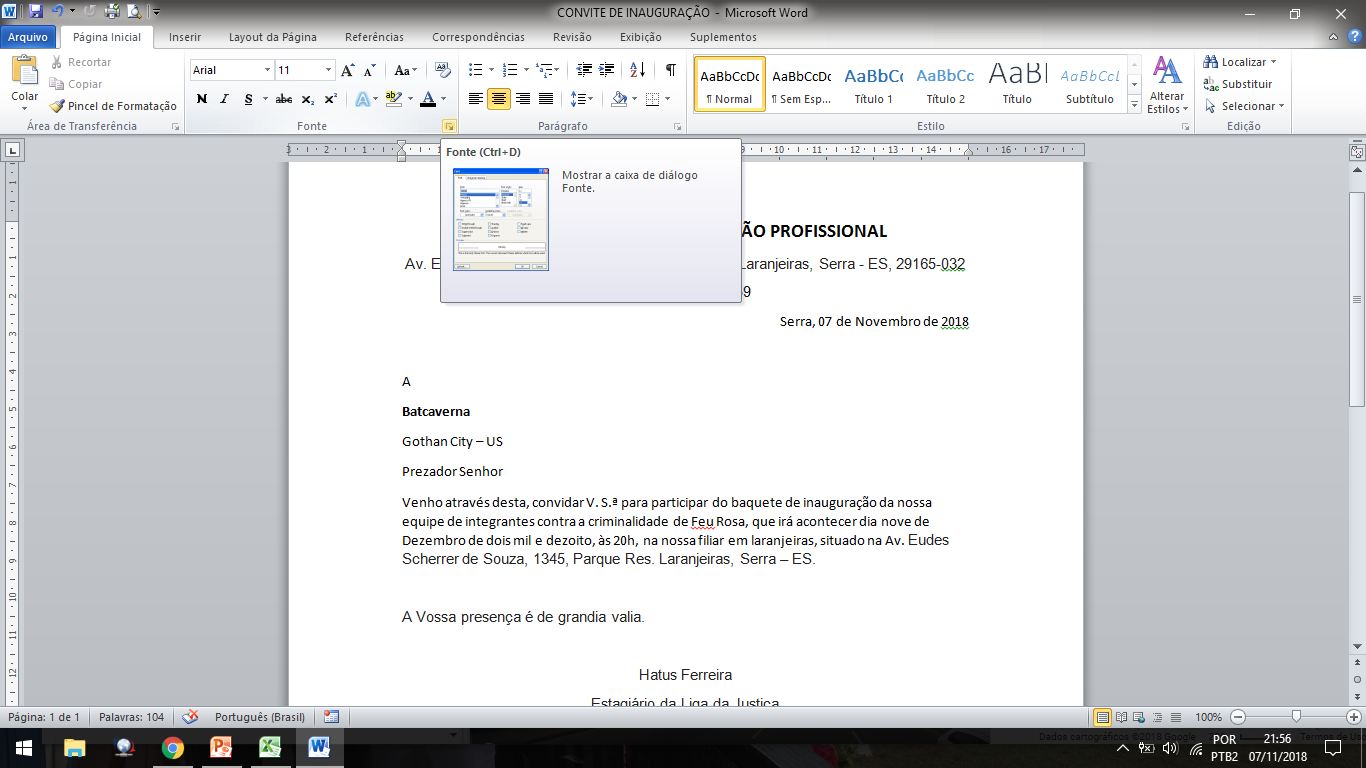 CONVITE DE INAUGURAÇÃO - Microsoft Word
Arquivo Página Inicial Inserir Layout da Página Referências Correspondências Revisão Exibição Suplementos
Colar
Recortar
Copiar
Pincel de Formatação
Área de Transferência
Arial 11
Fonte
Parágrafo
AaBbCcDc AaBbCcDc AaBbCc AaBbCc AaBl AaBbCcl
¶ Normal ¶ Sem Esp... Título 1 Título 2 Título Subtítulo
Alterar Estilos
Estilo
Localizar
Substituir
Selecionar
Edição
Fonte (Ctrl+D)
Mostrar a caixa de diálogo
Fonte.
ÃO PROFISSIONAL
Av. E Laranjeiras, Serra - ES, 29165-032
9
Serra, 07 de Novembro de 2018
A
Batcaverna
Gothan City – US
Prezador Senhor
Venho através desta, convidar V. S.ª para participar do baquete de inauguração da nossa
equipe de integrantes contra a criminalidade de Feu Rosa, que irá acontecer dia nove de
Dezembro de dois mil e dezoito, às 20h, na nossa filiar em laranjeiras, situado na Av. Eudes
Scherrer de Souza, 1345, Parque Res. Laranjeiras, Serra – ES.
A Vossa presença é de grandia valia.
Hatus Ferreira
Estagiário da Liga da Justiça
Página: 1 de 1 Palavras: 104 Português (Brasil) 100%
Dados cartográficos ©2018 Google Termos de Uso
POR 21:56
PTB2 07/11/2018